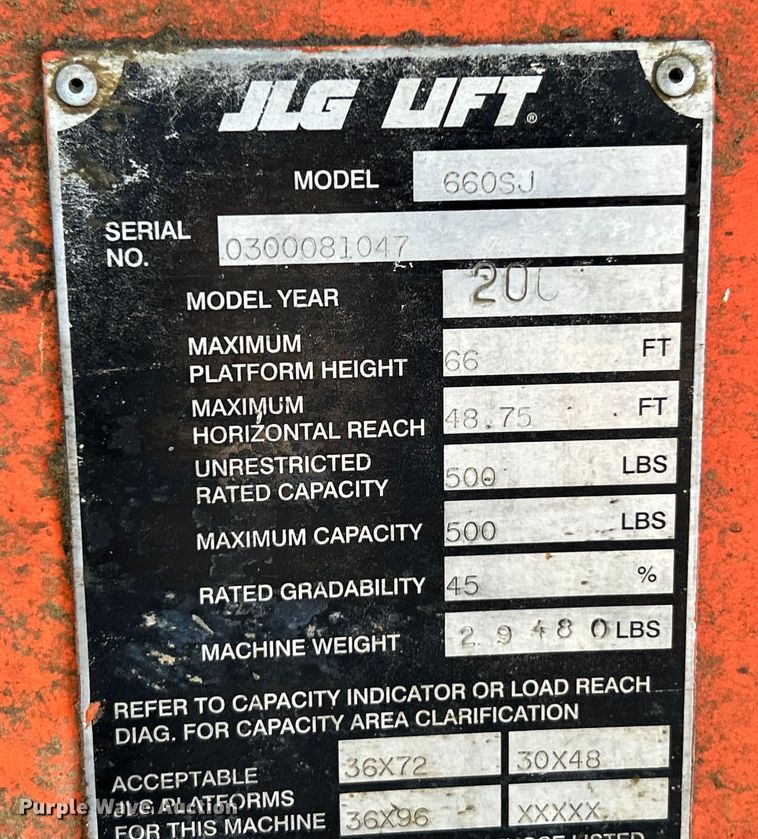 JLG LIFT®
MODEL 660SJ
SERIAL NO. 0300081047
MODEL YEAR 200
MAXIMUM
PLATFORM HEIGHT 66 FT
MAXIMUM
HORIZONTAL REACH 48.75 FT
UNRESTRICTED
RATED CAPACITY 500 LBS
MAXIMUM CAPACITY 500 LBS
RATED GRADABILITY 45 %
MACHINE WEIGHT 29480 LBS
REFER TO CAPACITY INDICATOR OR LOAD REACH
DIAG. FOR CAPACITY AREA CLARIFICATION
ACCEPTABLE 36X72 30X48
JLG PLATFORMS
FOR THIS MACHINE 36X96 XXXXX
LISTED
Purple Wave Auction